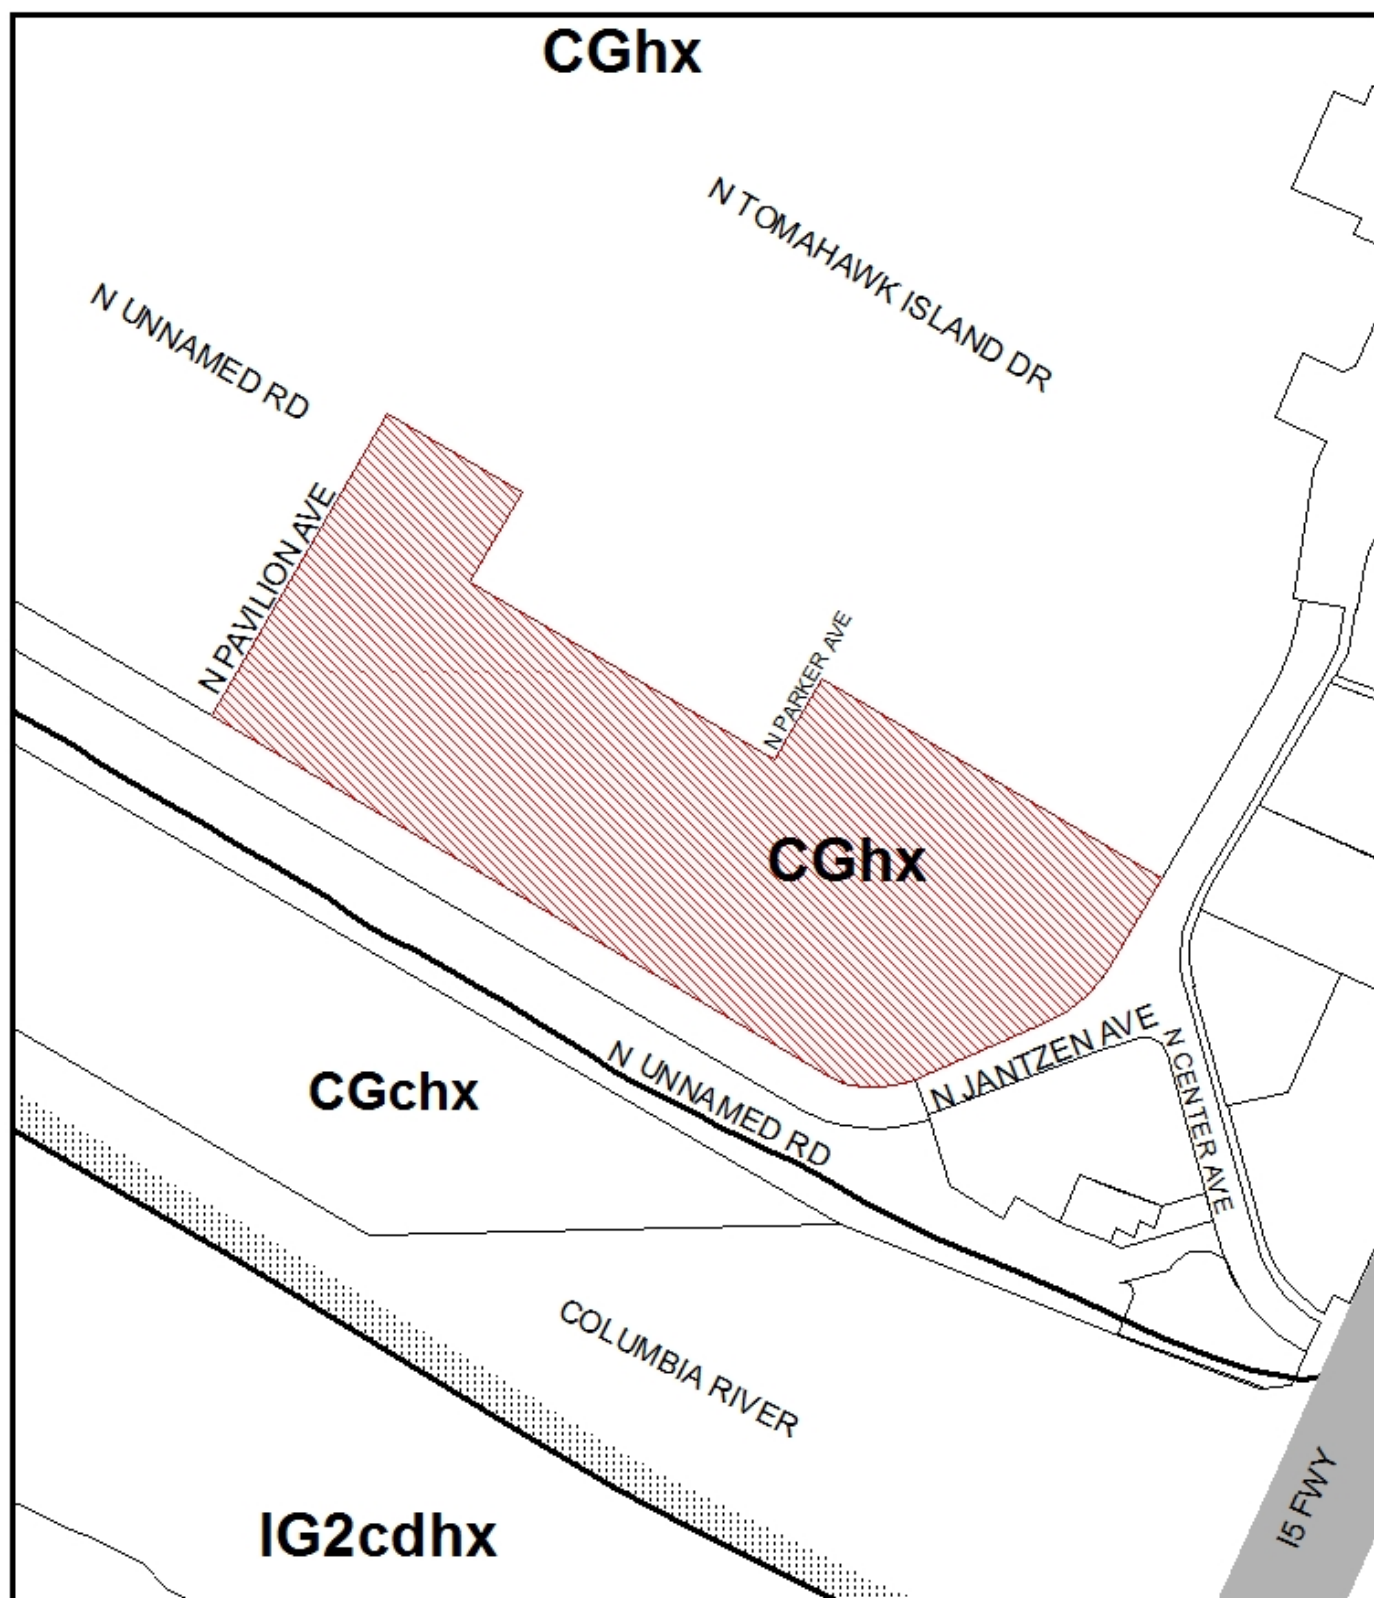 CGhx
N TOMAHAWK ISLAND DR
N UNNAMED RD
N PAVILION AVE
N PARKER AVE
CGhx
N JANTZEN AVE
N CENTER AVE
N UNNAMED RD
CGchx
COLUMBIA RIVER
I5 FWY
IG2cdhx